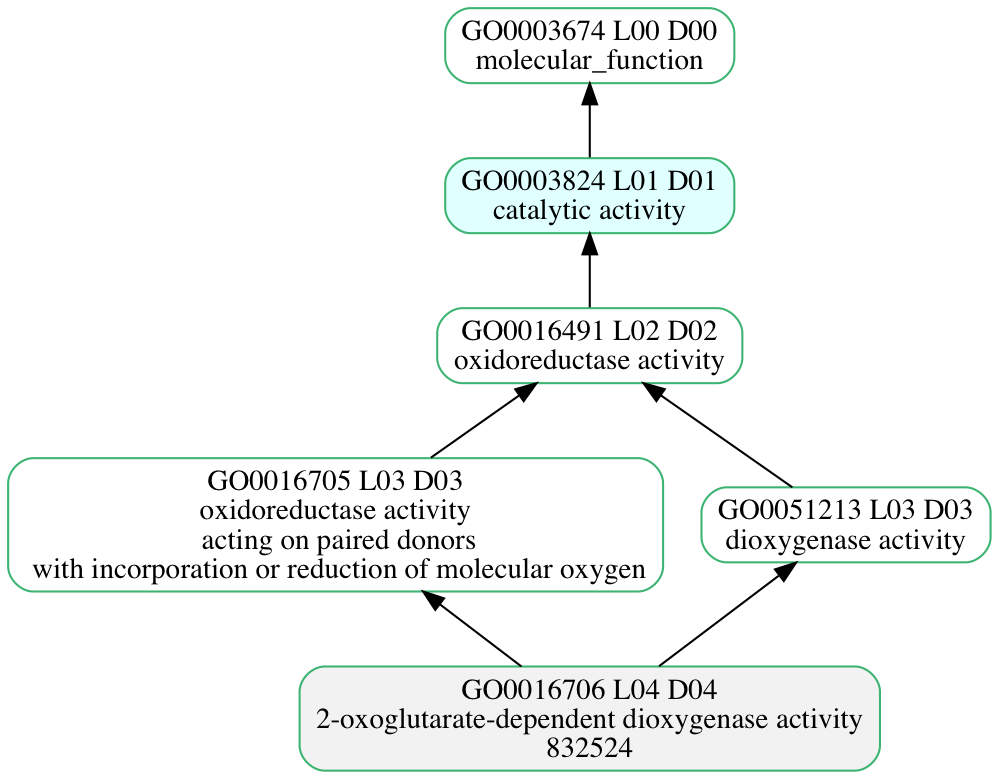 GO0003674 L00 D00
molecular_function
GO0003824 L01 D01
catalytic activity
GO0016491 L02 D02
oxidoreductase activity
GO0016705 L03 D03
oxidoreductase activity
acting on paired donors
with incorporation or reduction of molecular oxygen
GO0051213 L03 D03
dioxygenase activity
GO0016706 L04 D04
2-oxoglutarate-dependent dioxygenase activity
832524